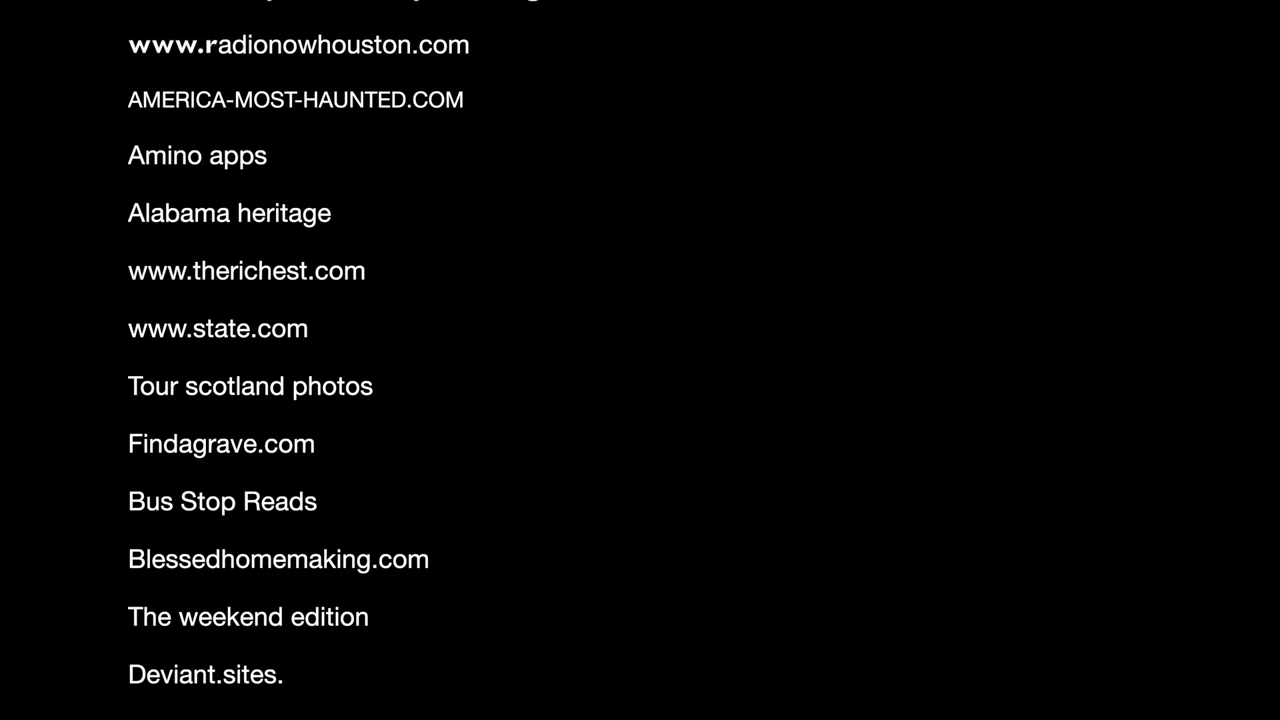 www.radionowhouston.com
AMERICA-MOST-HAUNTED.COM
Amino apps
Alabama heritage
www.therichest.com
www.state.com
Tour scotland photos
Findagrave.com
Bus Stop Reads
Blessedhomemaking.com
The weekend edition
Deviant.sites.